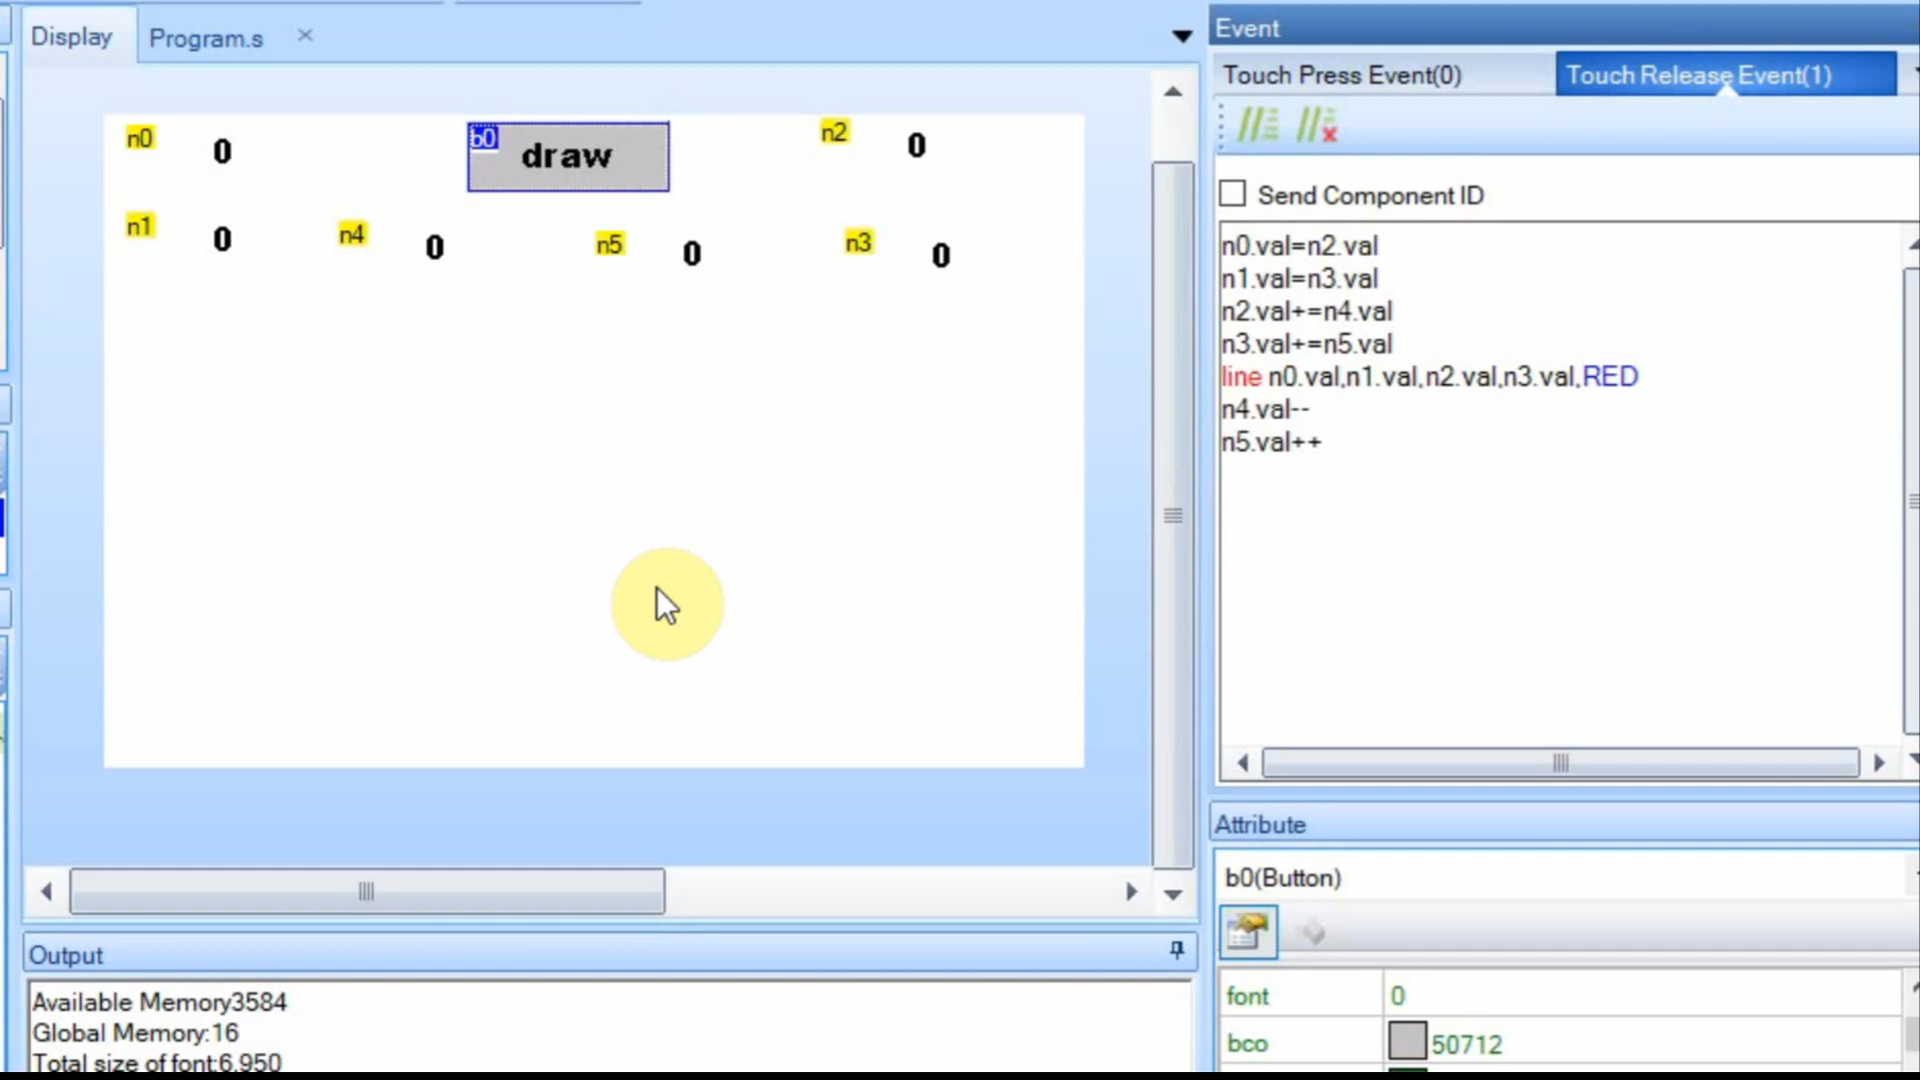 Display Program.s
Event
Touch Press Event(0) Touch Release Event(1)
n0 0 b0 draw n2 0
n1 0 n4 0 n5 0 n3 0
Send Component ID
n0.val=n2.val
n1.val=n3.val
n2.val+=n4.val
n3.val+=n5.val
line n0.val,n1.val,n2.val,n3.val,RED
n4.val--
n5.val++
Attribute
b0(Button)
font 0
bco 50712
Output
Available Memory3584
Global Memory:16
Total size of font:6,950